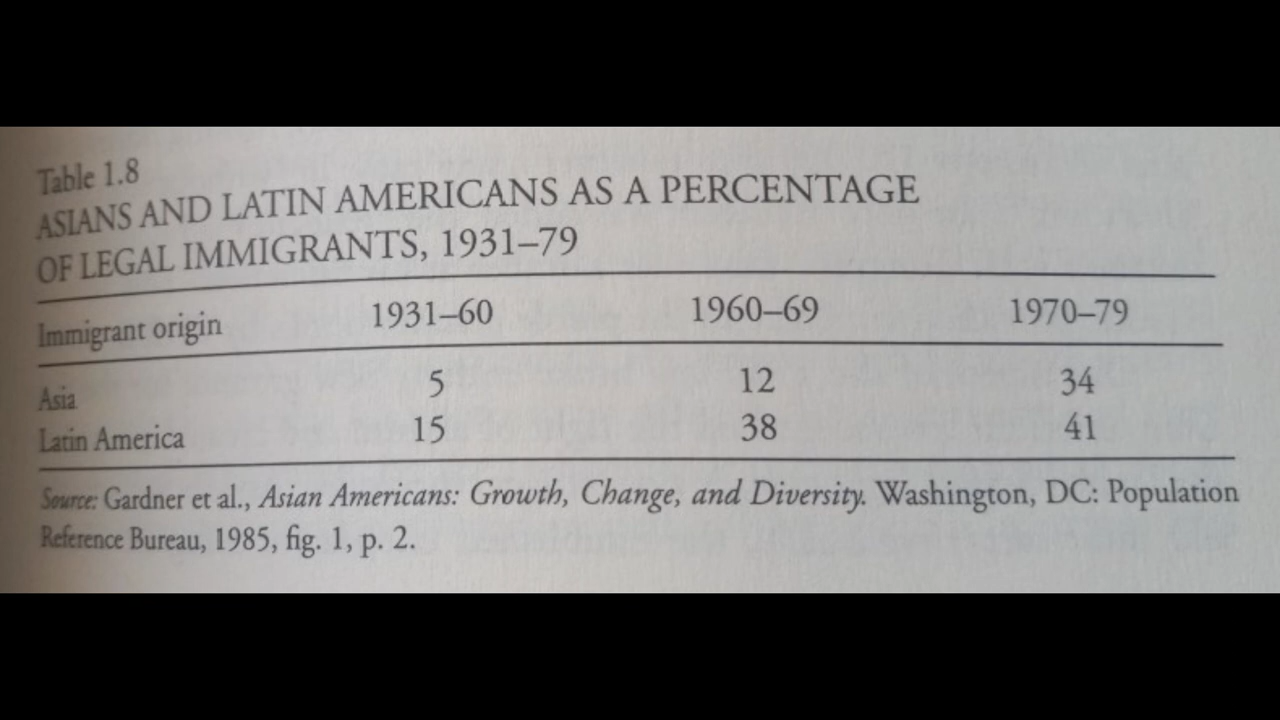 Table 1.8
ASIANS AND LATIN AMERICANS AS A PERCENTAGE
OF LEGAL IMMIGRANTS, 1931–79
Immigrant origin 1931–60 1960–69 1970–79
Asia 5 12 34
Latin America 15 38 41
Source: Gardner et al., Asian Americans: Growth, Change, and Diversity. Washington, DC: Population
Reference Bureau, 1985, fig. 1, p. 2.